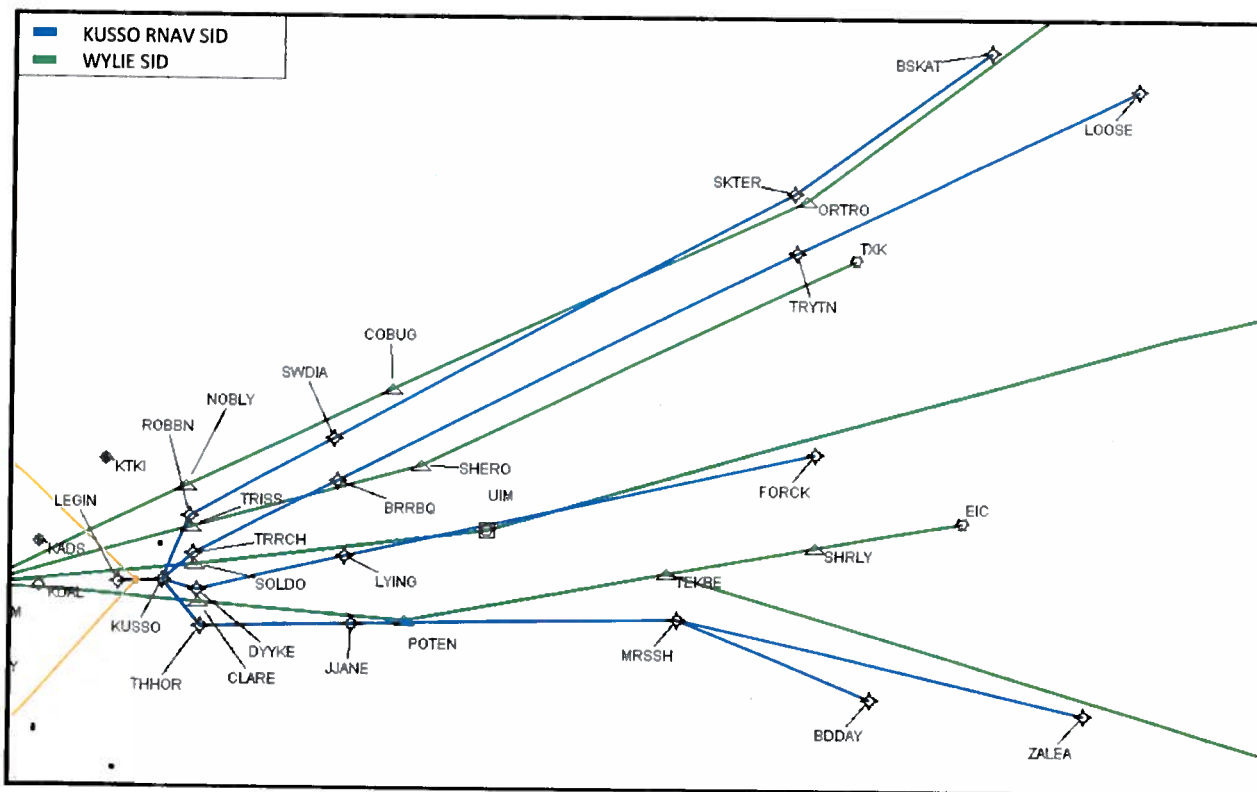 KUSSO RNAV SID
WYLIE SID
BSKAT
LOOSE
SKTER
ORTRO
TXK
TRYTN
COBUG
SWDIA
NOBLY
ROBBN
KTKI
SHERO
LEGIN
TRISS
BRRBQ
UIM
FORCK
EIC
KADS
TRRCH
SHRLY
SOLDO
LYING
TEKBE
KDAL
M
KUSSO
DYYKE
POTEN
MRSSH
Y
THHOR
CLARE
JJANE
BDDAY
ZALEA